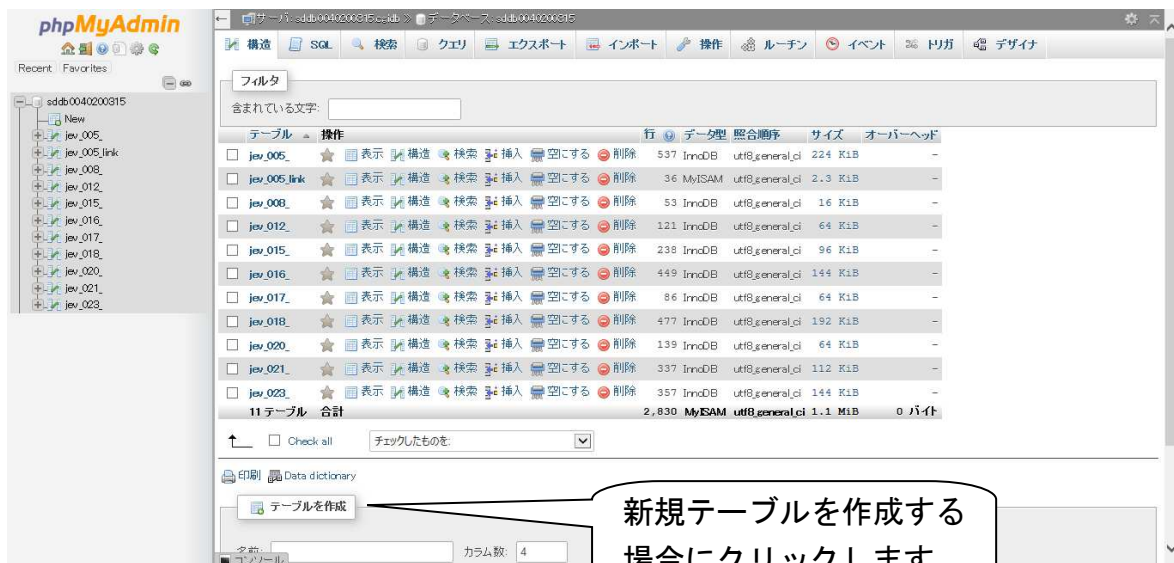 phpMyAdmin
Recent Favorites
sddb0040200315
New
jev_005_
jev_005_link
jev_008_
jev_012_
jev_015_
jev_016_
jev_017_
jev_018_
jev_020_
jev_021_
jev_023_
サーバ: sddb0040200315.cgidb » データベース: sddb0040200315
構造 SQL 検索 クエリ エクスポート インポート 操作 ルーチン イベント トリガ デザイナ
フィルタ
含まれている文字:
テーブル 操作 行 データ型 照合順序 サイズ オーバーヘッド
jev_005_ 表示 構造 検索 挿入 空にする 削除 537 InnoDB utf8_general_ci 224 KiB -
jev_005_link 表示 構造 検索 挿入 空にする 削除 36 MyISAM utf8_general_ci 2.3 KiB -
jev_008_ 表示 構造 検索 挿入 空にする 削除 53 InnoDB utf8_general_ci 16 KiB -
jev_012_ 表示 構造 検索 挿入 空にする 削除 121 InnoDB utf8_general_ci 64 KiB -
jev_015_ 表示 構造 検索 挿入 空にする 削除 238 InnoDB utf8_general_ci 96 KiB -
jev_016_ 表示 構造 検索 挿入 空にする 削除 449 InnoDB utf8_general_ci 144 KiB -
jev_017_ 表示 構造 検索 挿入 空にする 削除 86 InnoDB utf8_general_ci 64 KiB -
jev_018_ 表示 構造 検索 挿入 空にする 削除 477 InnoDB utf8_general_ci 192 KiB -
jev_020_ 表示 構造 検索 挿入 空にする 削除 139 InnoDB utf8_general_ci 64 KiB -
jev_021_ 表示 構造 検索 挿入 空にする 削除 337 InnoDB utf8_general_ci 112 KiB -
jev_023_ 表示 構造 検索 挿入 空にする 削除 357 InnoDB utf8_general_ci 144 KiB -
11 テーブル 合計 2,830 MyISAM utf8_general_ci 1.1 MiB 0 バイト
Check all チェックしたものを:
印刷 Data dictionary
テーブルを作成
名前: カラム数: 4
コンソール
新規テーブルを作成する
場合にクリックします